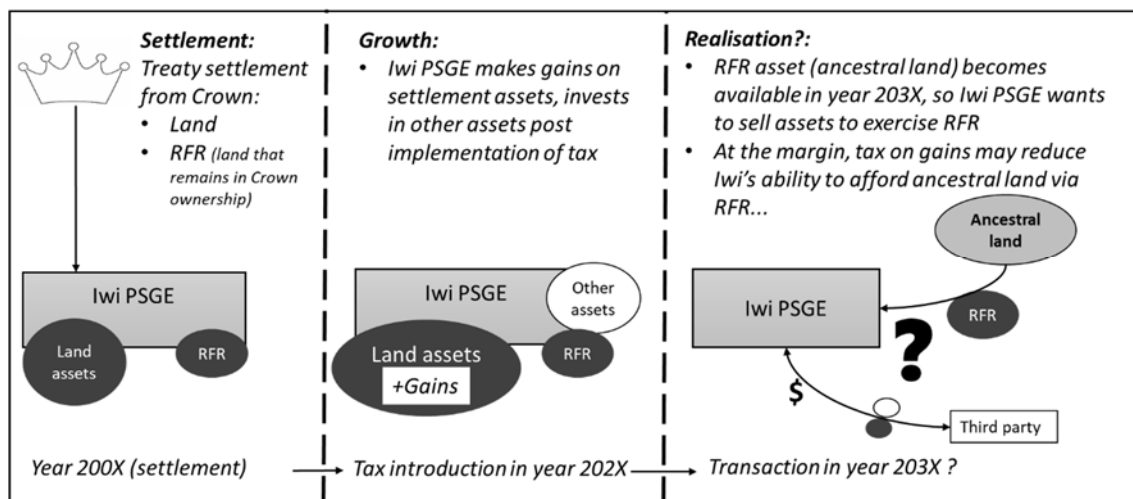 Settlement:
Treaty settlement
from Crown:
• Land
• RFR (land that
remains in Crown
ownership)
Iwi PSGE
Land
assets
RFR
Year 200X (settlement)
Growth:
• Iwi PSGE makes gains on
settlement assets, invests
in other assets post
implementation of tax
Iwi PSGE
Other
assets
Land assets
+Gains
RFR
Tax introduction in year 202X
Realisation?:
• RFR asset (ancestral land) becomes
available in year 203X, so Iwi PSGE wants
to sell assets to exercise RFR
• At the margin, tax on gains may reduce
Iwi's ability to afford ancestral land via
RFR...
Ancestral
land
Iwi PSGE
RFR
?
$
Third party
Transaction in year 203X ?